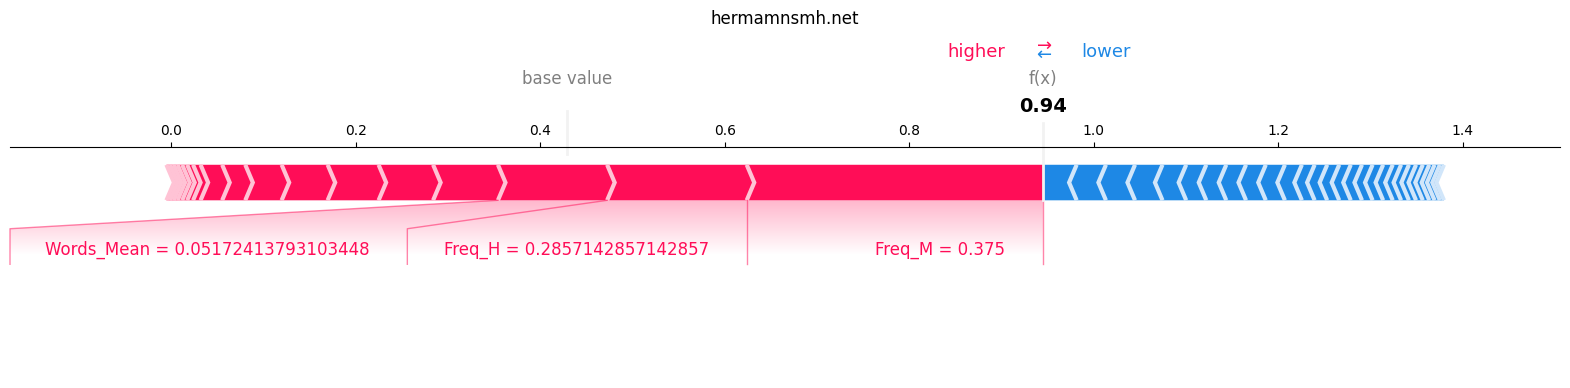 hermamnsmh.net
higher ⇄ lower
base value f(x)
0.94
0.0 0.2 0.4 0.6 0.8 1.0 1.2 1.4
Words_Mean = 0.05172413793103448 Freq_H = 0.2857142857142857 Freq_M = 0.375